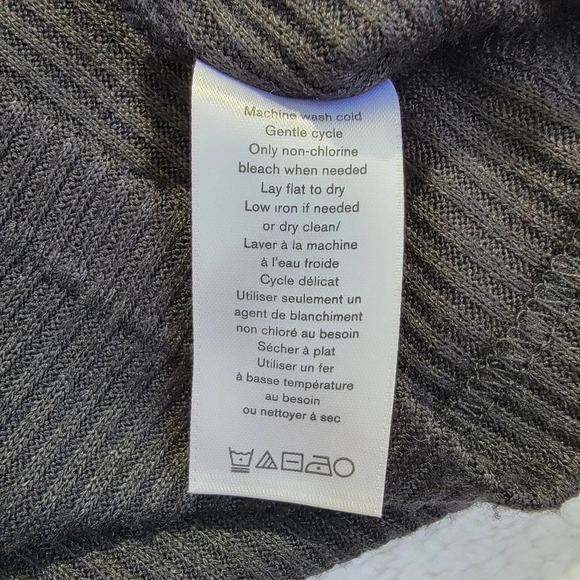 Machine wash cold
Gentle cycle
Only non-chlorine
bleach when needed
Lay flat to dry
Low iron if needed
or dry clean/
Laver à la machine
à l'eau froide
Cycle délicat
Utiliser seulement un
agent de blanchiment
non chloré au besoin
Sécher à plat
Utiliser un fer
à basse température
au besoin
ou nettoyer à sec